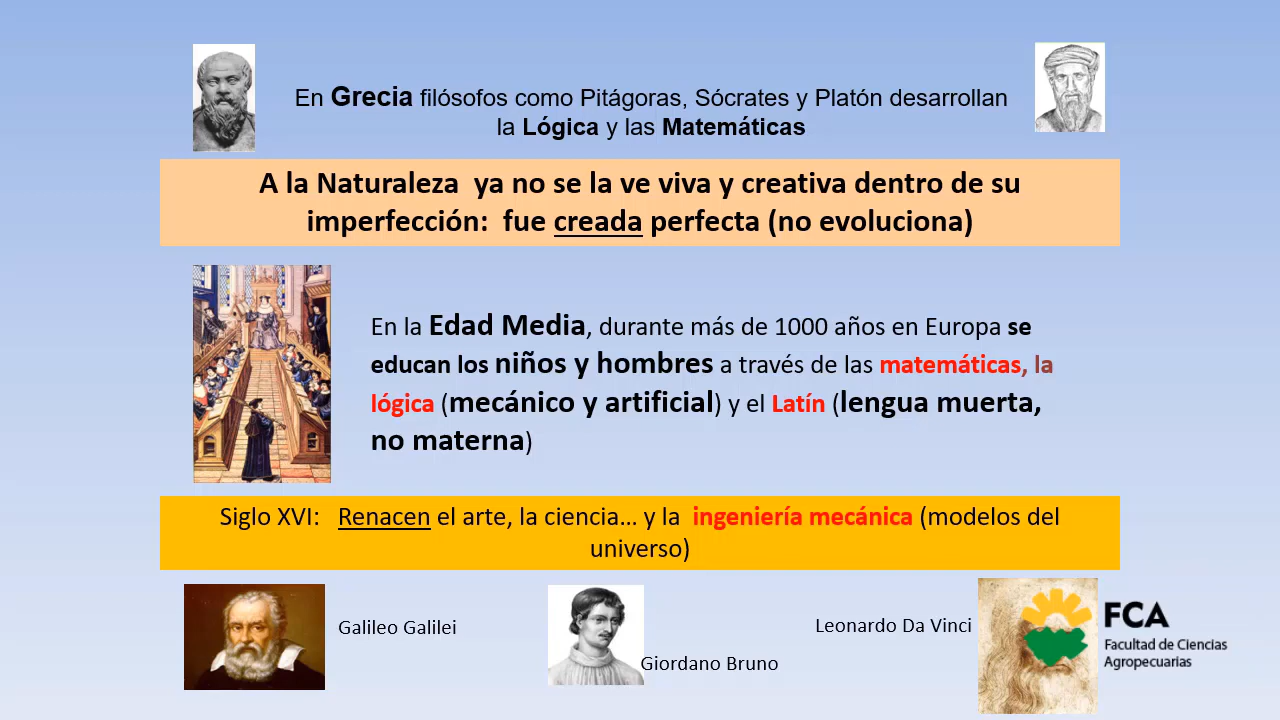 En Grecia filósofos como Pitágoras, Sócrates y Platón desarrollan
la Lógica y las Matemáticas
A la Naturaleza ya no se la ve viva y creativa dentro de su
imperfección: fue creada perfecta (no evoluciona)
En la Edad Media, durante más de 1000 años en Europa se
educan los niños y hombres a través de las matemáticas, la
lógica (mecánico y artificial) y el Latín (lengua muerta,
no materna)
Siglo XVI: Renacen el arte, la ciencia... y la ingeniería mecánica (modelos del
universo)
Galileo Galilei
Giordano Bruno
Leonardo Da Vinci
FCA
Facultad de Ciencias
Agropecuarias